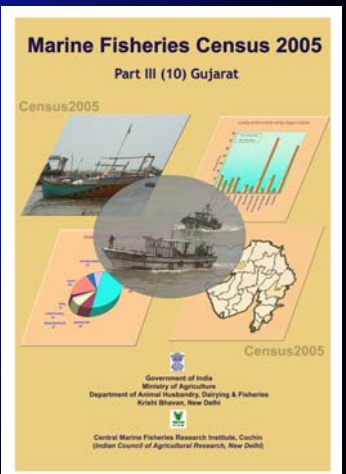 Marine Fisheries Census 2005
Part III (10) Gujarat
Census2005
Census2005
Government of India
Ministry of Agriculture
Department of Animal Husbandry, Dairying & Fisheries
Krishi Bhavan, New Delhi
Central Marine Fisheries Research Institute, Cochin
(Indian Council of Agricultural Research, New Delhi)